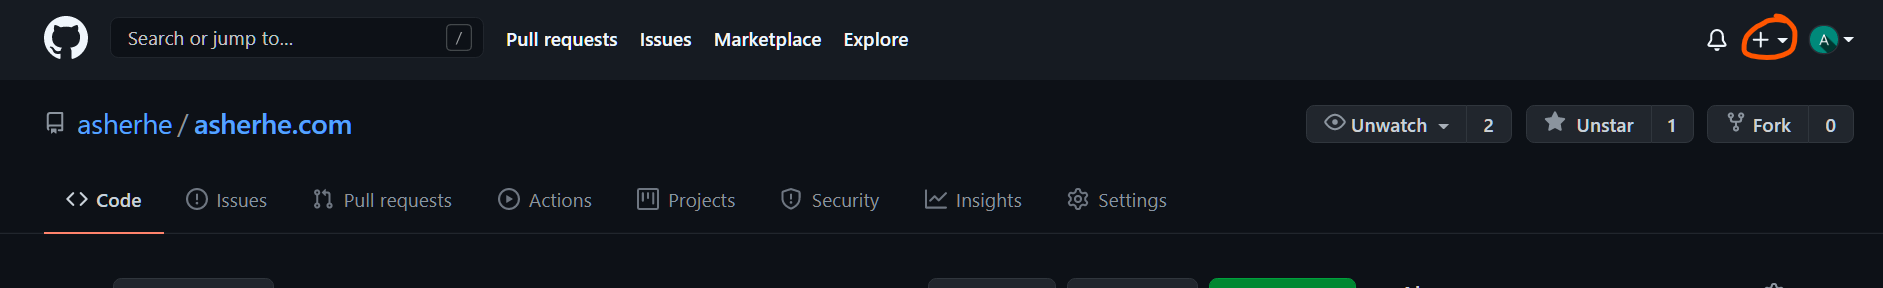 Search or jump to... / Pull requests Issues Marketplace Explore A
asherhe / asherhe.com Unwatch 2 Unstar 1 Fork 0
Code Issues Pull requests Actions Projects Security Insights Settings